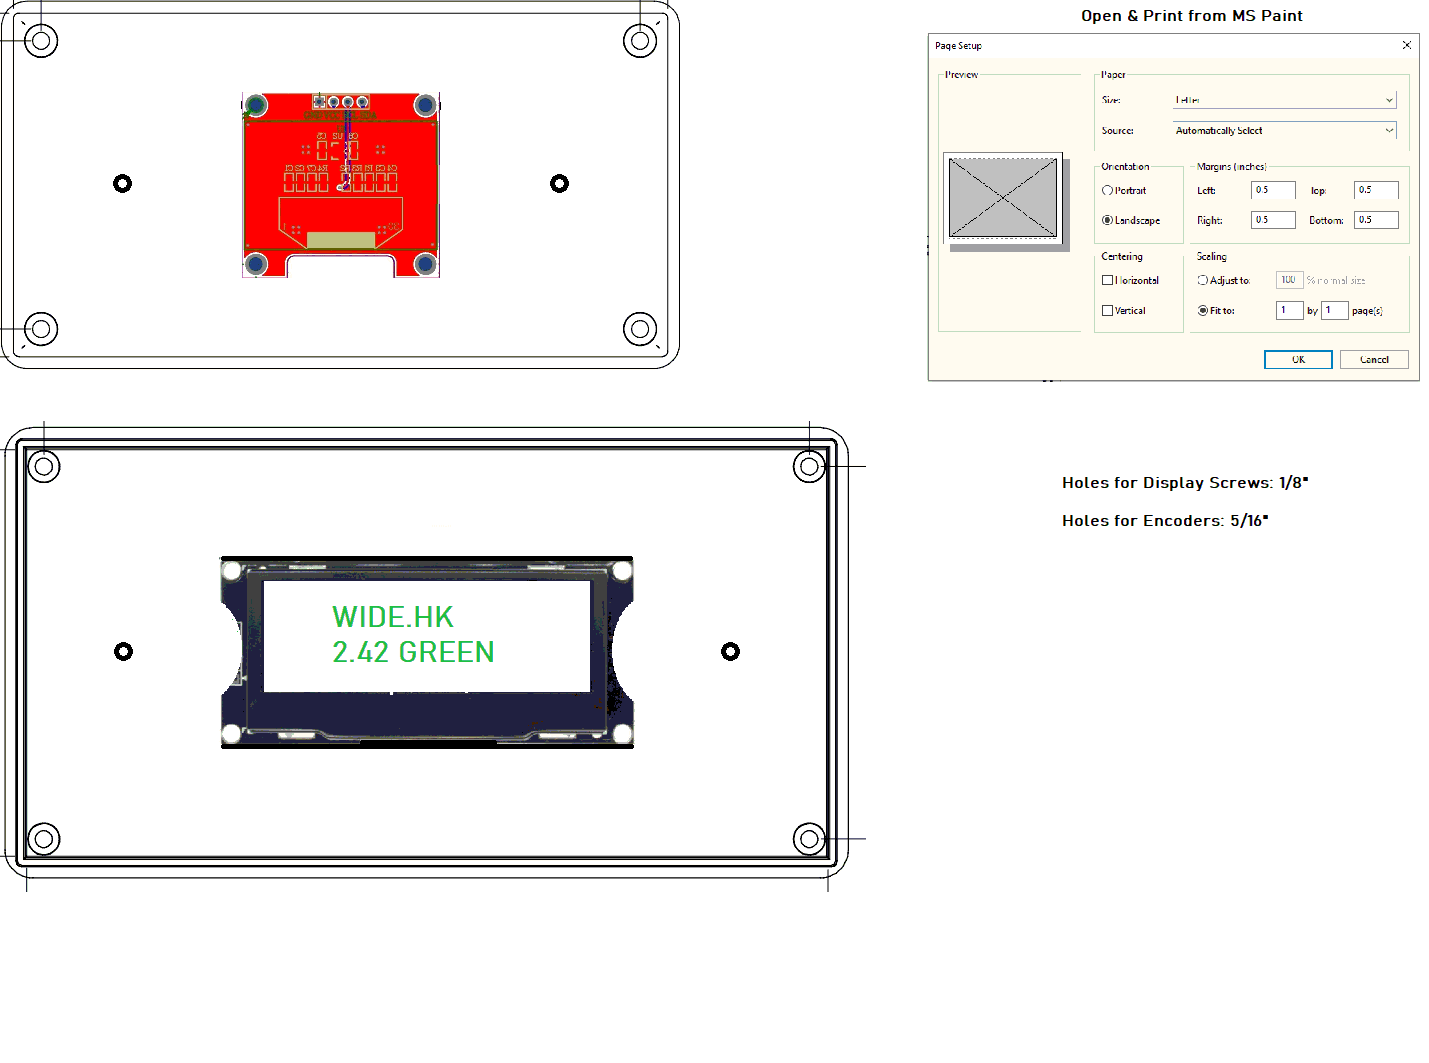 Open & Print from MS Paint
Page Setup
Preview
Paper
Size:
Letter
Source:
Automatically Select
Orientation
Portrait
Landscape
Margins (inches)
Left: 0.5 Top: 0.5
Right: 0.5 Bottom: 0.5
Centering
Horizontal
Vertical
Scaling
Adjust to: 100 % normal size
Fit to: 1 by 1 page(s)
OK Cancel
Holes for Display Screws: 1/8"
Holes for Encoders: 5/16"
WIDE.HK
2.42 GREEN